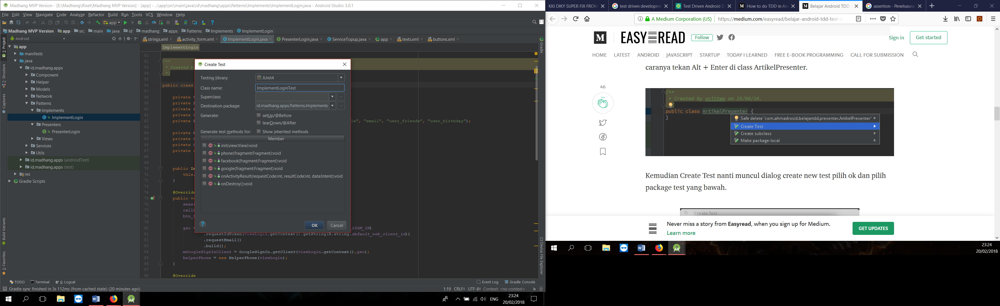 Madhang MVP Version - [E:\Madhang\Riset\Madhang MVP Version] - [app] - ...\app\src\main\java\id\madhang\apps\Patterns\Implements\ImplementLogin.java - Android Studio 3.0.1
File Edit View Navigate Code Analyze Refactor Build Run Tools VCS Window Help
app
Madhang MVP Version app src main java id madhang apps Patterns Implements ImplementLogin
Android
strings.xml activity_form.xml ImplementLogin.java PresenterLogin.java ServiceTopup.java app texts.xml buttons.xml
ImplementLogin
1: Project
7: Structure
Captures
Build Variants
2: Favorites
app
manifests
java
id.madhang.apps
Component
Helper
Models
Network
Patterns
Implements
ImplementLogin
Presenters
PresenterLogin
Views
Services
Utils
id.madhang.apps (androidTest)
id.madhang.apps (test)
res
Gradle Scripts
51
52 /**
53 * Created by
54 */
55
56 public class
57
58 private
59 private
60 private
61 private
62 private le", "email", "user_friends", "user_birthday");
63
64 private
65 private
66 private
67 private
68
69
70 public Im
71 this.
72 }
73
74 @Override
75 public vo
76 sessi
77 callb
78 btn_
79
80 gso = SIGN_IN)
81 .requestIdToken(viewLogin.getContext().getString(R.string.default_web_client_id))
82 .requestEmail()
83 .build();
84 mGoogleSignInClient = GoogleSignIn.getClient(viewLogin.getContext(),gso);
85 helperPhone = new HelperPhone(viewLogin);
86 }
87
88 @Override
Create Test
Testing library: JUnit4
Class name: ImplementLoginTest
Superclass:
Destination package: id.madhang.apps.Patterns.Implements
Generate: setUp/@Before
tearDown/@After
Generate test methods for: Show inherited methods
Member
init(view:View):void
phone(fragment:Fragment):void
facebook(fragment:Fragment):void
google(fragment:Fragment):void
onActivityResult(requestCode:int, resultCode:int, data:Intent):void
onDestroy():void
?
OK Cancel
Gradle
Device File Explorer
TODO Terminal 6: Logcat Event Log Gradle Console
Gradle sync finished in 3s 112ms (from cached state) (20 minutes ago) 1:19 CRLF UTF-8 Context: <no context>
ENG 23:24
20/02/2018
KKI DIKY SUPER FIX FROM test driven developme Test Driven Android D How to do TDD in An Belajar Android TDD assertion - Penelusuran
A Medium Corporation (US) https://medium.com/easyread/belajar-android-tdd-test-d
M EASY READ Follow Sign in Get started
HOME LATEST ANDROID JAVASCRIPT STARTUP TODAY I LEARNED FREE E-BOOK PROGRAMMING CALL FOR SUBMISSION
caranya tekan Alt + Enter di class ArtikelPresenter.
46
/**
* Created by ocittwo on 25/08/16.
public class ArtikelPresenter {
}
Safe delete 'com.ahmadrosid.belajartdd.presenter.ArtikelPresenter'
Create Test
Create subclass
Make package-local
Kemudian Create Test nanti muncul dialog create new test pilih ok dan pilih
package test yang bawah.
Create Test
Never miss a story from Easyread, when you sign up for Medium.
Learn more
GET UPDATES
23:24
20/02/2018